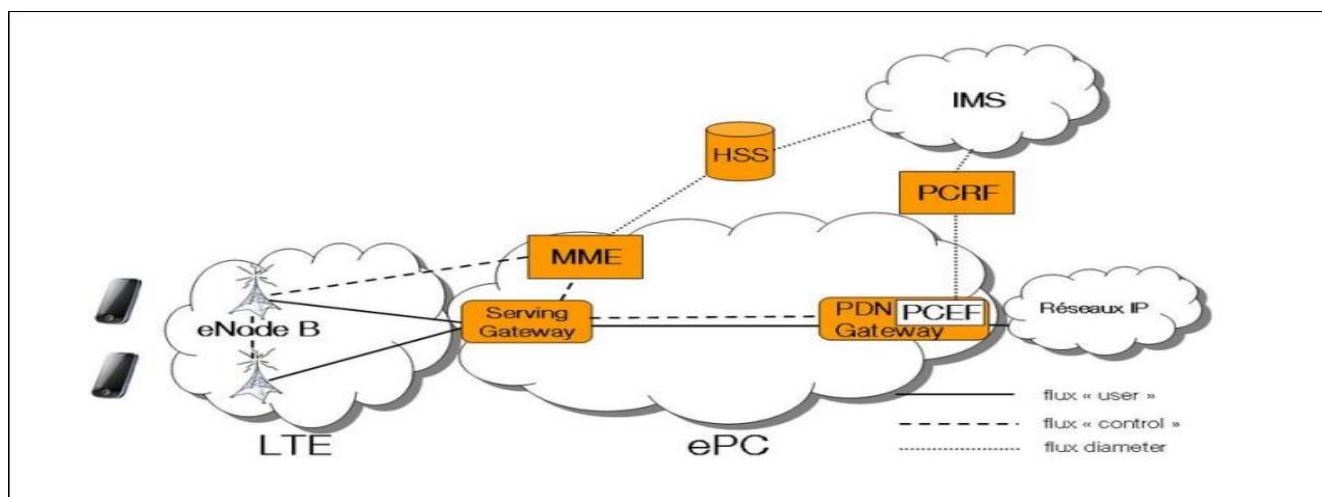 IMS
HSS
PCRF
MME
eNode B
Serving
Gateway
PDN
PCEF
Gateway
Réseaux IP
LTE
ePC
flux « user »
flux « control »
flux diameter